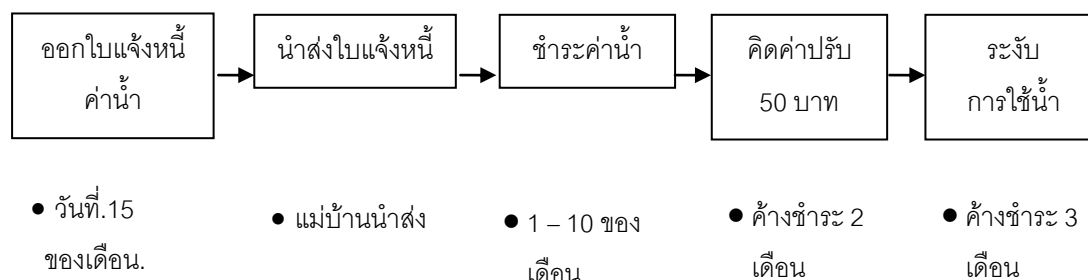 ออกใบแจ้งหนี้
ค่าน้ำ
นำส่งใบแจ้งหนี้
ชำระค่าน้ำ
คิดค่าปรับ
50 บาท
ระงับ
การใช้น้ำ
● วันที่.15
ของเดือน.
● แม่บ้านนำส่ง
● 1 – 10 ของ
เดือน
● ค้างชำระ 2
เดือน
● ค้างชำระ 3
เดือน